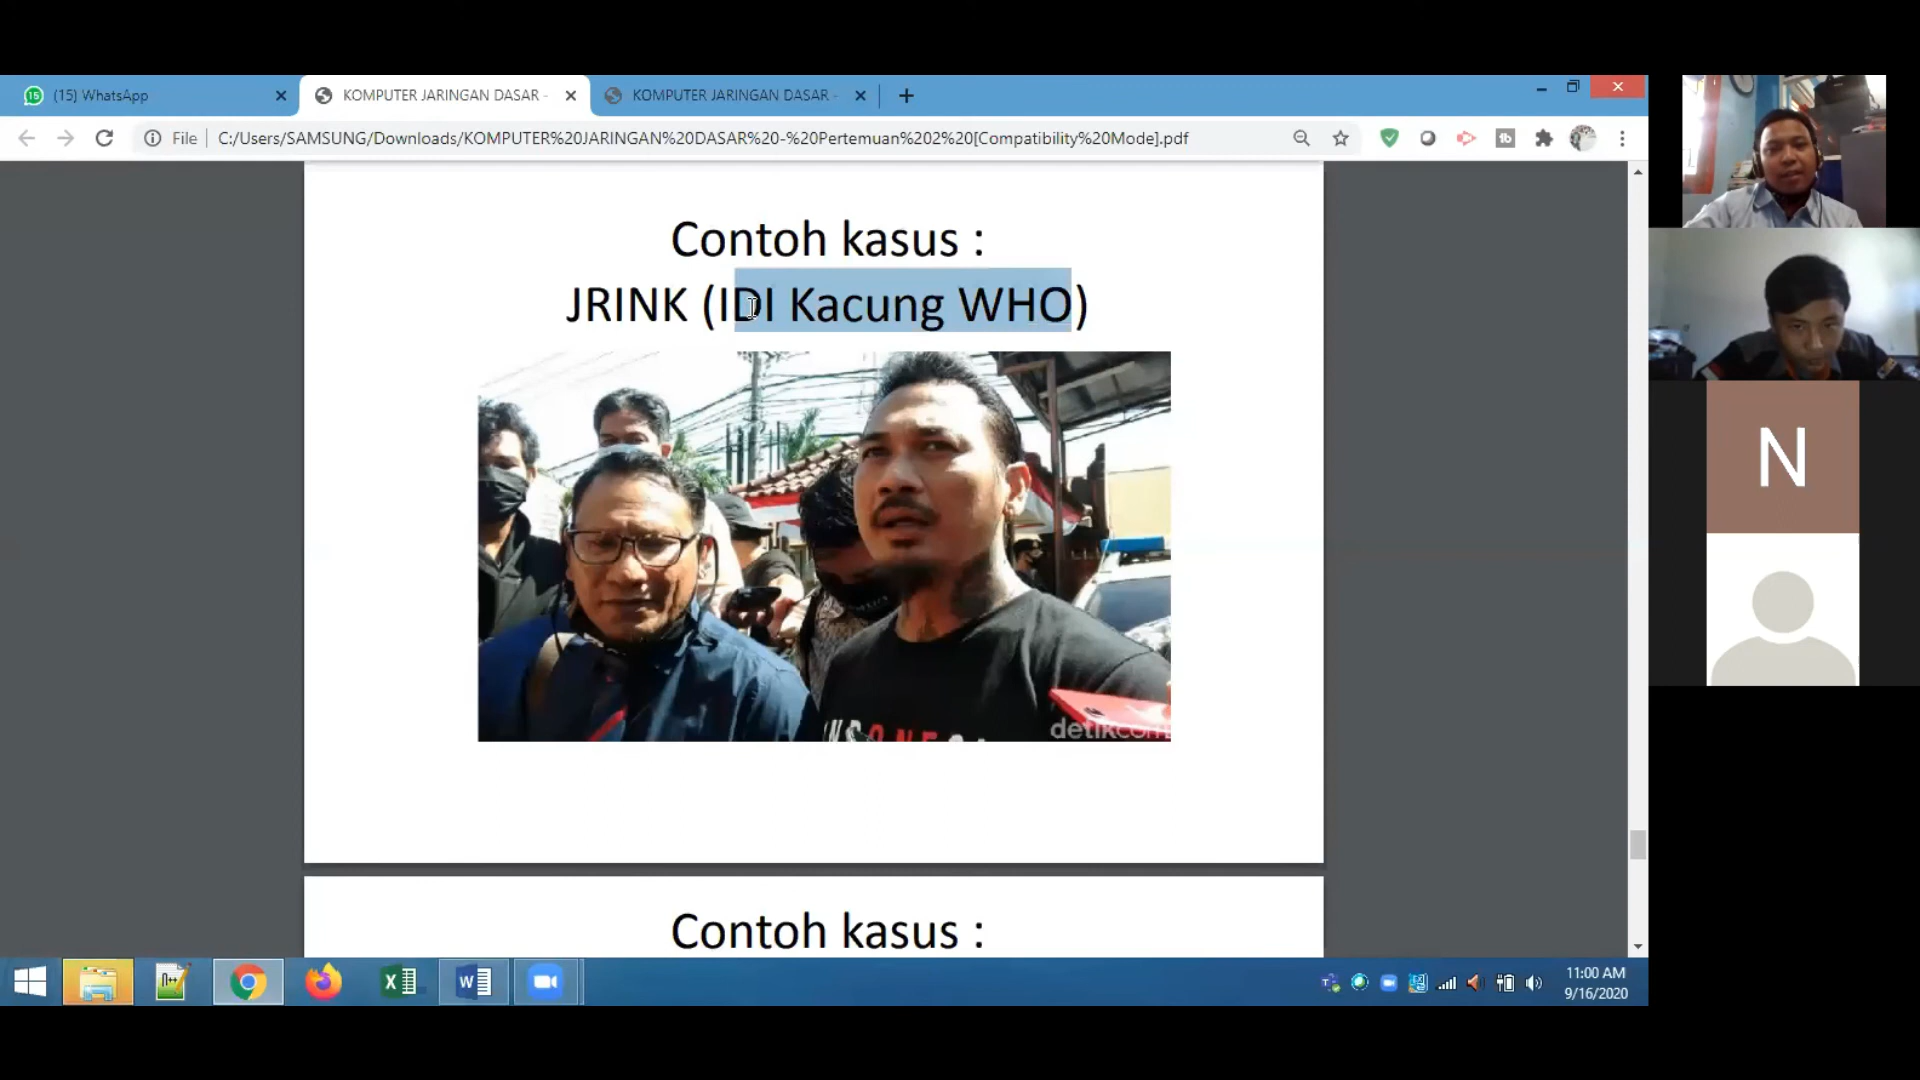 15
(15) WhatsApp
KOMPUTER JARINGAN DASAR -
KOMPUTER JARINGAN DASAR -
File
C:/Users/SAMSUNG/Downloads/KOMPUTER%20JARINGAN%20DASAR%20-%20Pertemuan%202%20[Compatibility%20Mode].pdf
Contoh kasus :
JRINK (IDI Kacung WHO)
detikcom
N
Contoh kasus :
11:00 AM
9/16/2020